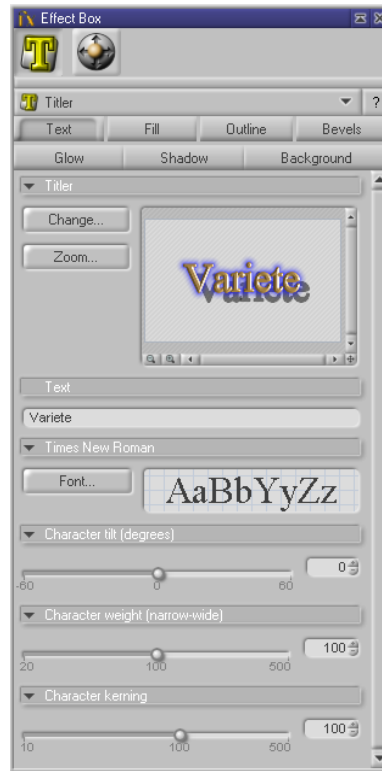 Effect Box
T
Titler
?
Text Fill Outline Bevels
Glow Shadow Background
Titler
Change...
Zoom...
Variete
Text
Variete
Times New Roman
Font...
AaBbYyZz
Character tilt (degrees)
0
-60 0 60
Character weight (narrow-wide)
100
20 100 500
Character kerning
100
10 100 500